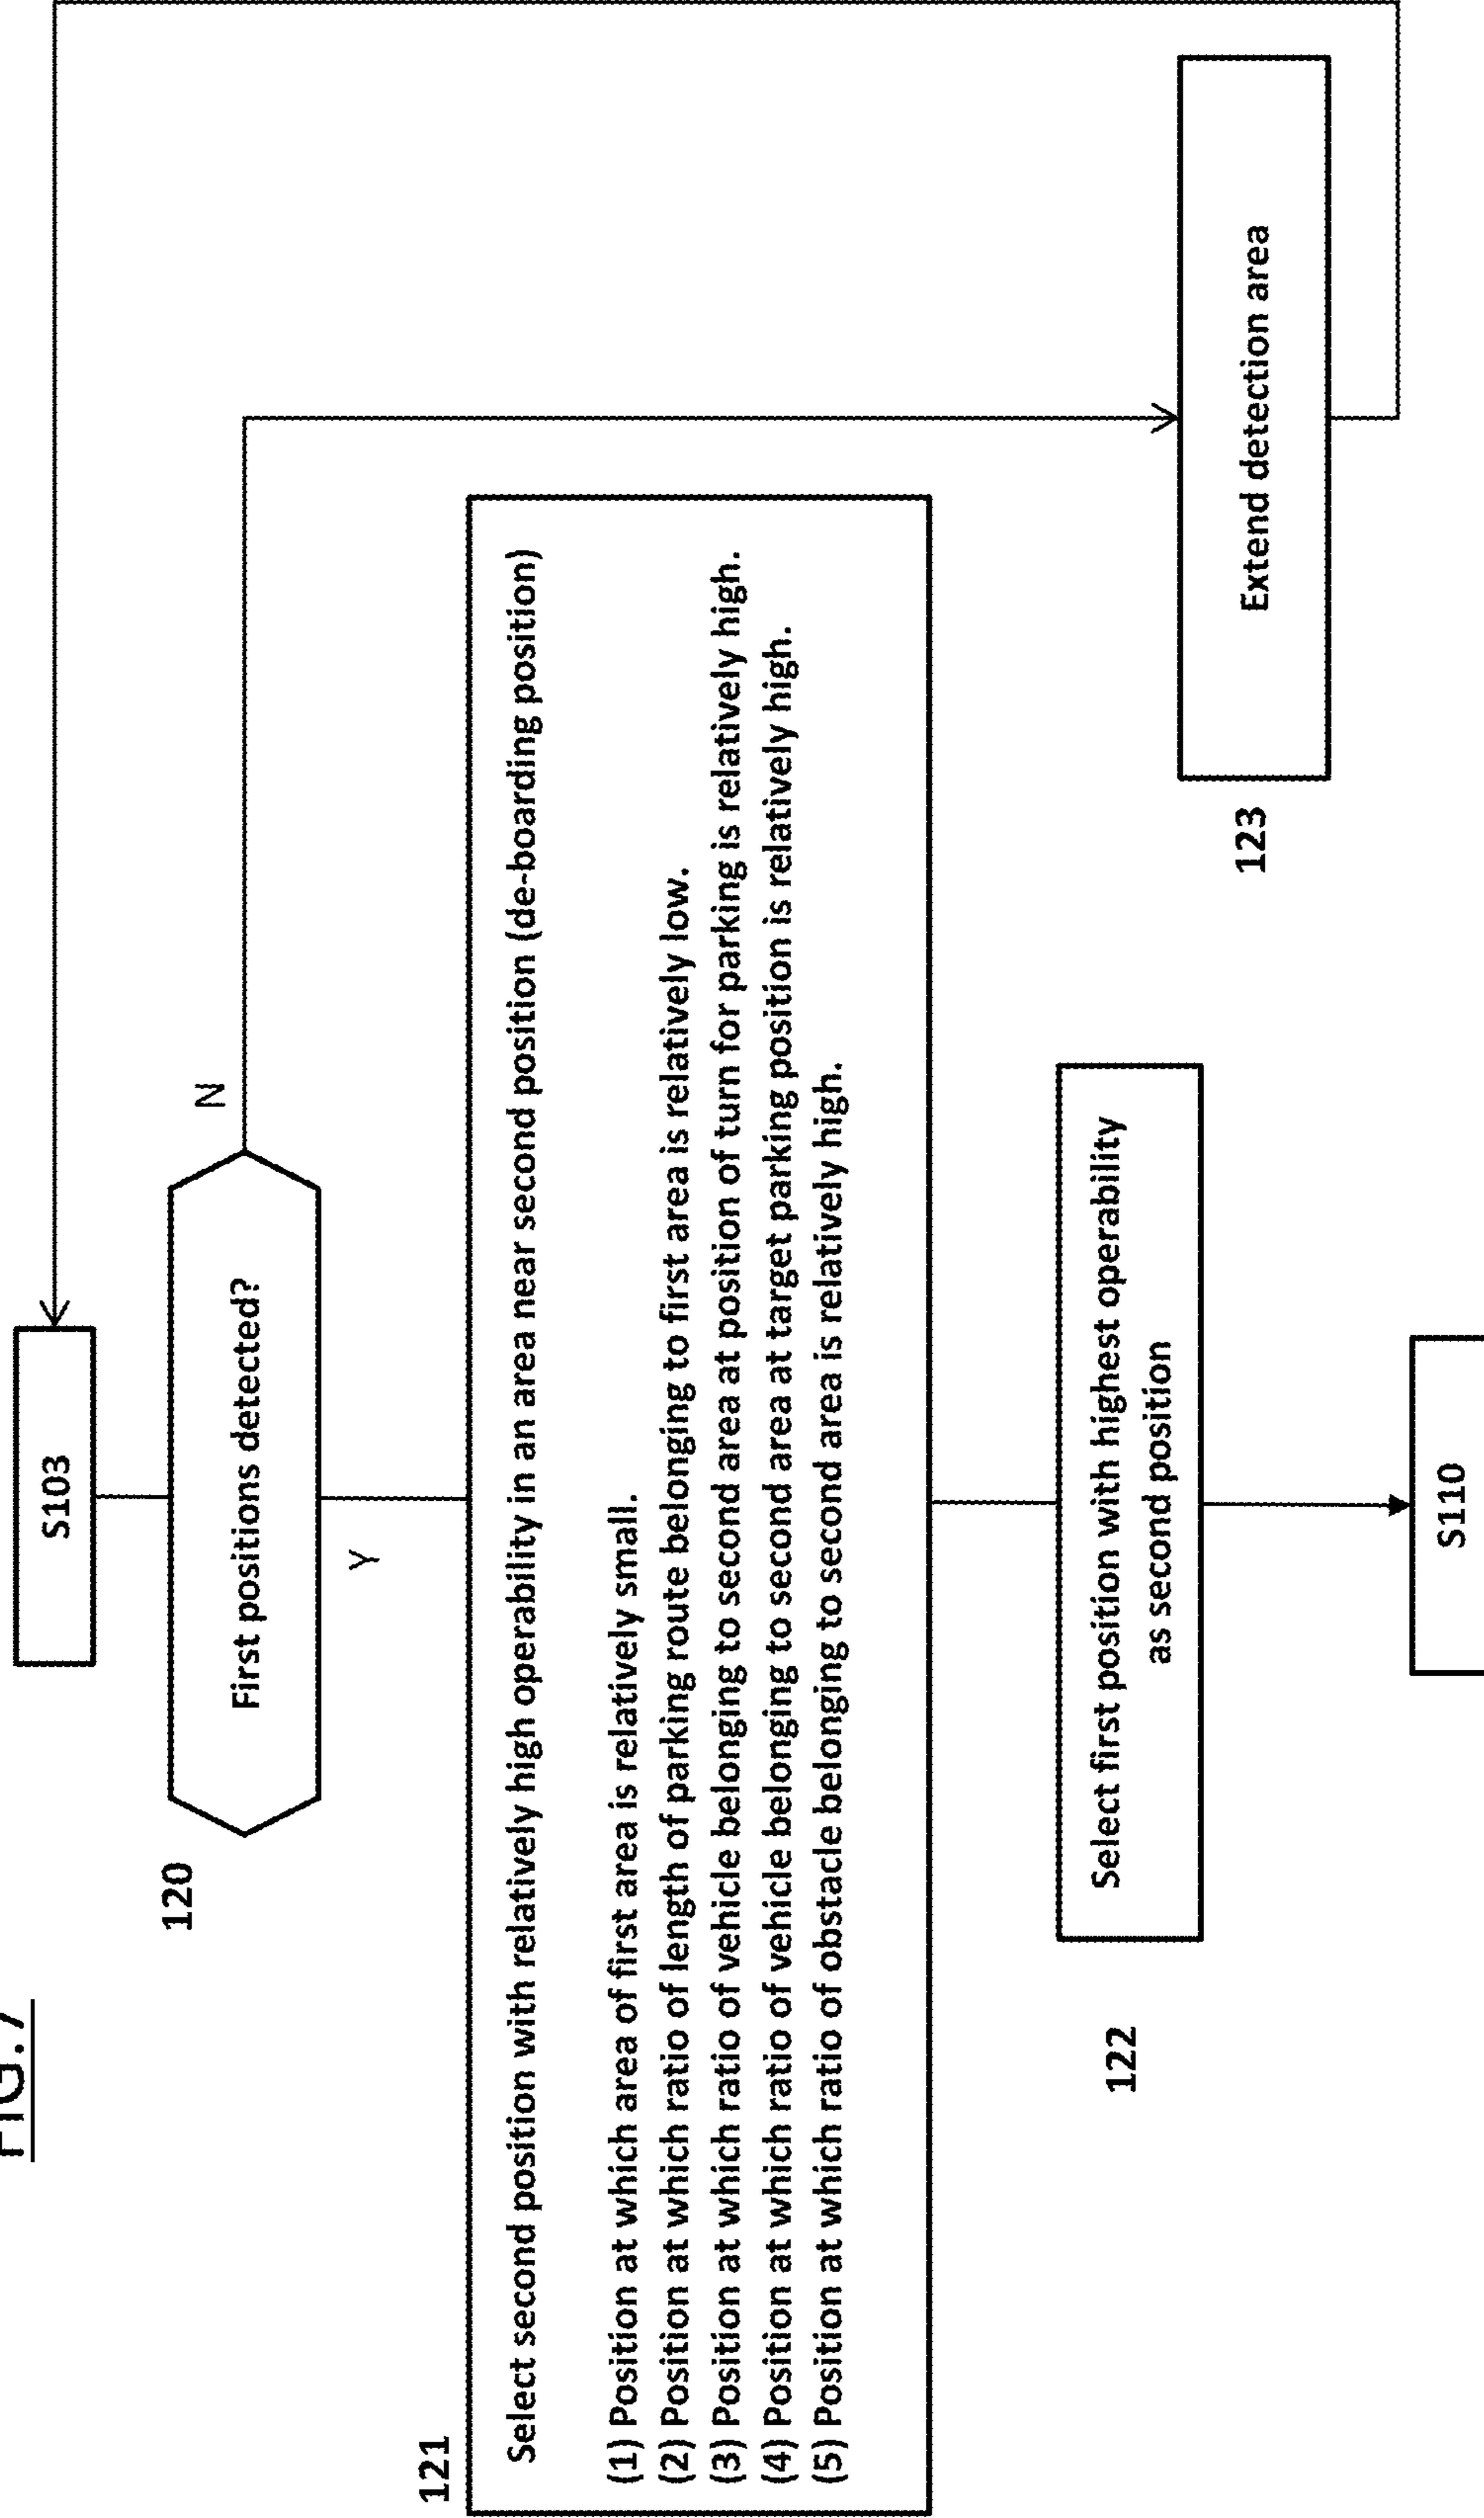 FIG.7
S103
120
First positions detected?
N
Y
121
Select second position with relatively high operability in an area near second position (de-boarding position)
(1) Position at which area of first area is relatively small.
(2) Position at which ratio of length of parking route belonging to first area is relatively low.
(3) Position at which ratio of vehicle belonging to second area at position of turn for parking is relatively high.
(4) Position at which ratio of vehicle belonging to second area at target parking position is relatively high.
(5) Position at which ratio of obstacle belonging to second area is relatively high.
122
Select first position with highest operability
as second position
123
Extend detection area
S110